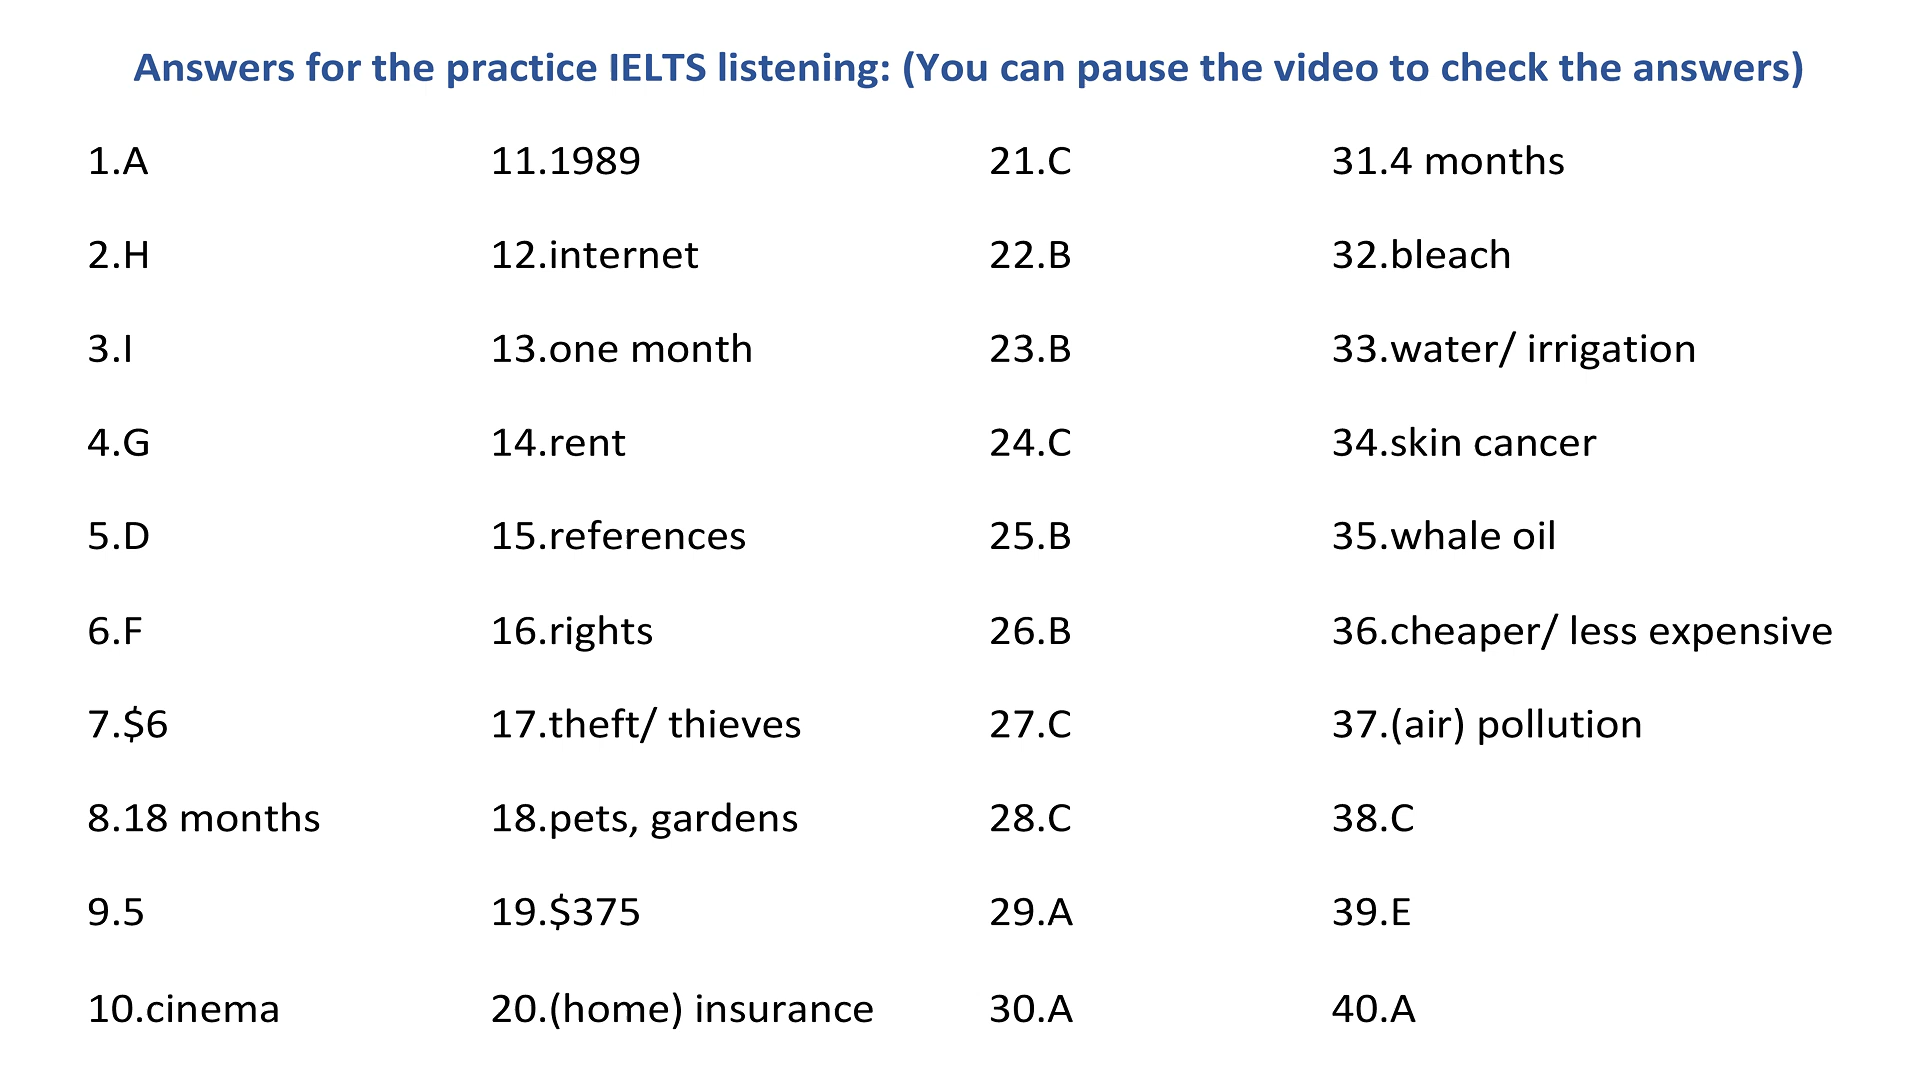 Answers for the practice IELTS listening: (You can pause the video to check the answers)
1.A
2.H
3.I
4.G
5.D
6.F
7.$6
8.18 months
9.5
10.cinema
11.1989
12.internet
13.one month
14.rent
15.references
16.rights
17.theft/ thieves
18.pets, gardens
19.$375
20.(home) insurance
21.C
22.B
23.B
24.C
25.B
26.B
27.C
28.C
29.A
30.A
31.4 months
32.bleach
33.water/ irrigation
34.skin cancer
35.whale oil
36.cheaper/ less expensive
37.(air) pollution
38.C
39.E
40.A